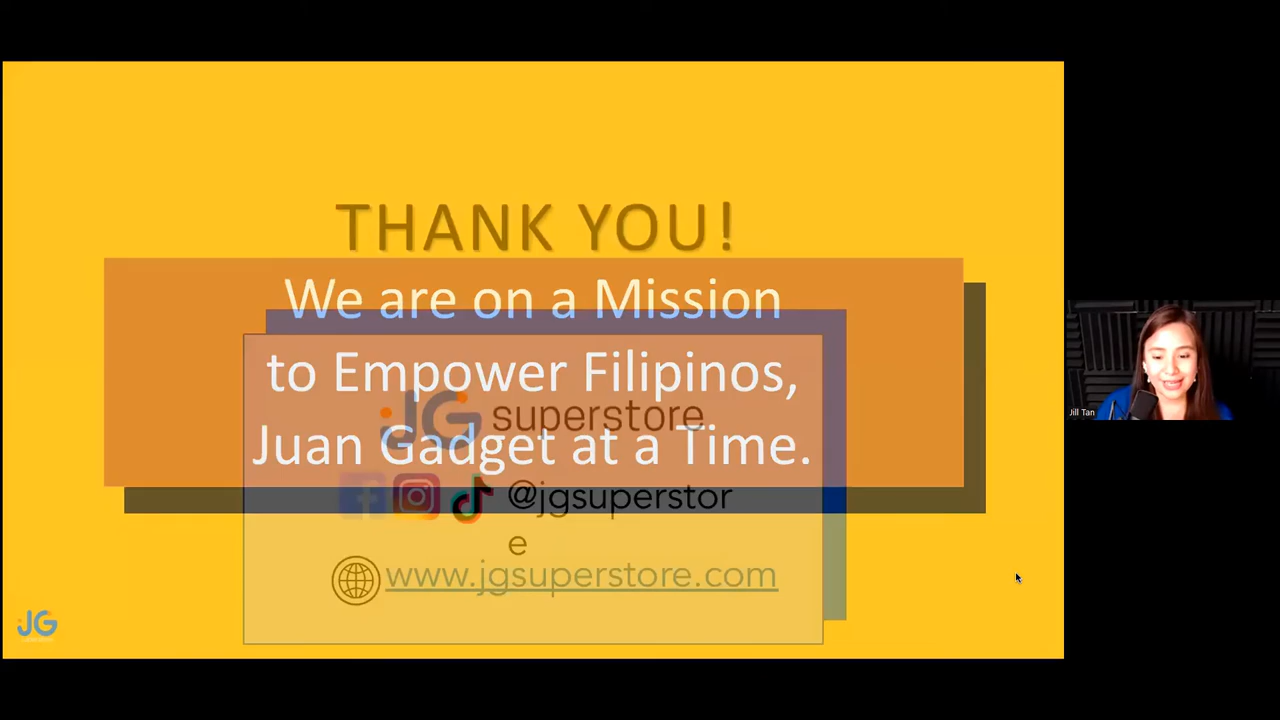 THANK YOU!
We are on a Mission
to Empower Filipinos,
JG superstore
Juan Gadget at a Time.
@jgsuperstor
e
www.jgsuperstore.com
JG
Jill Tan